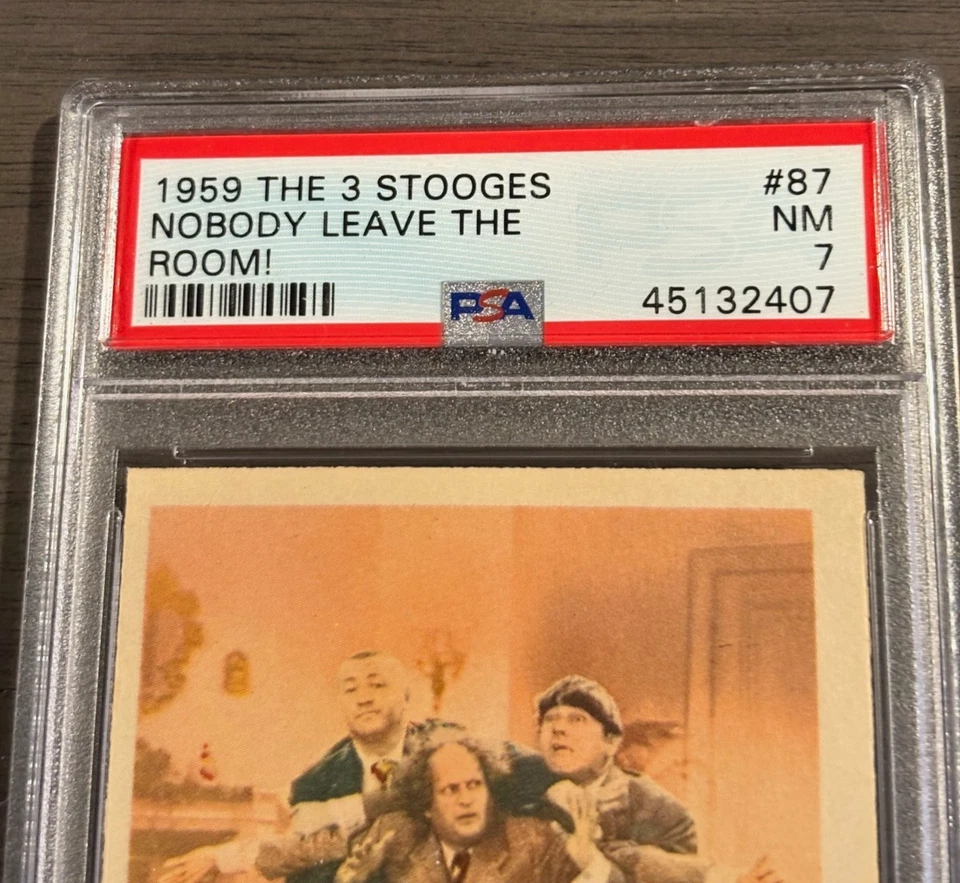 1959 THE 3 STOOGES #87
NOBODY LEAVE THE NM
ROOM! 7
PSA 45132407